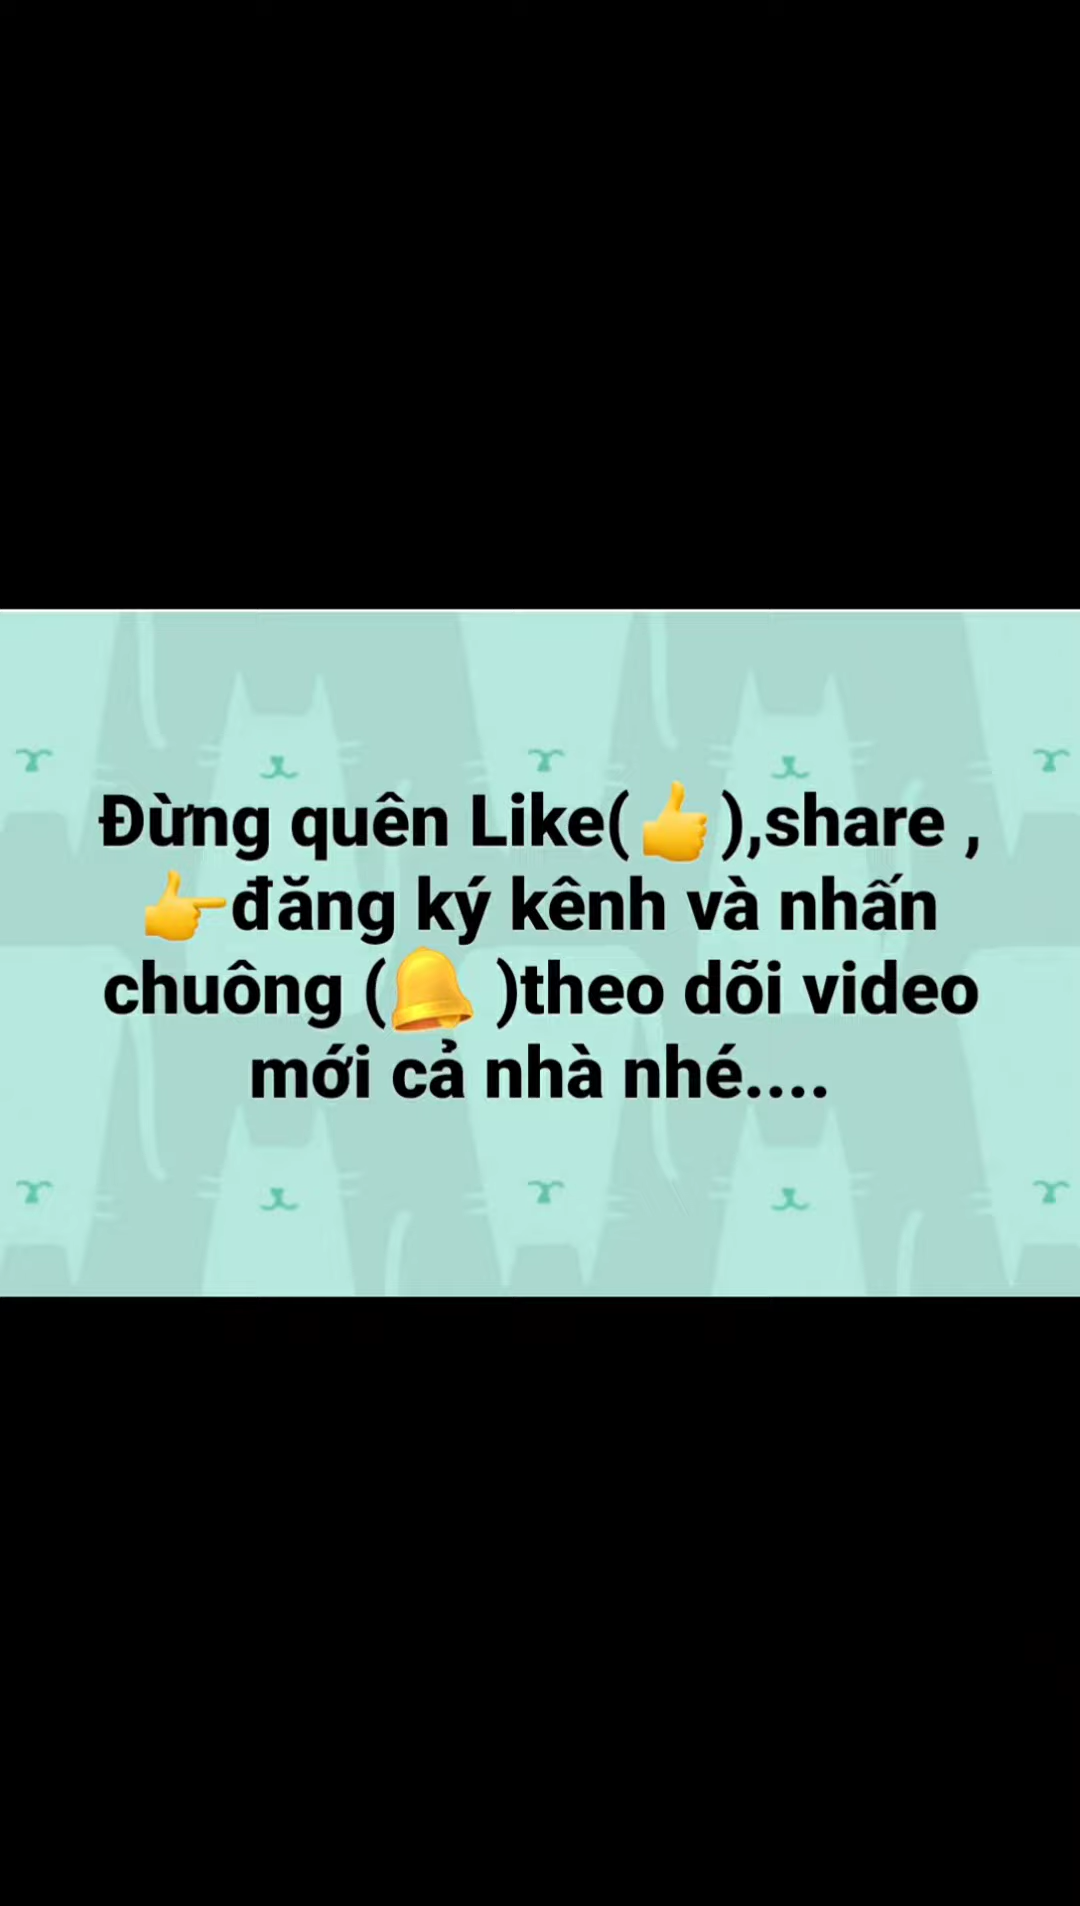 Đừng quên Like(👍),share ,
👉đăng ký kênh và nhấn
chuông (🔔 )theo dõi video
mới cả nhà nhé....